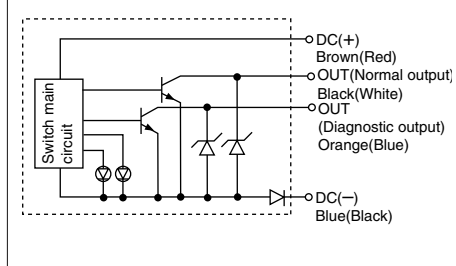 DC(+)
Brown(Red)
OUT(Normal output)
Black(White)
OUT
(Diagnostic output)
Orange(Blue)
Switch main
circuit
DC(—)
Blue(Black)